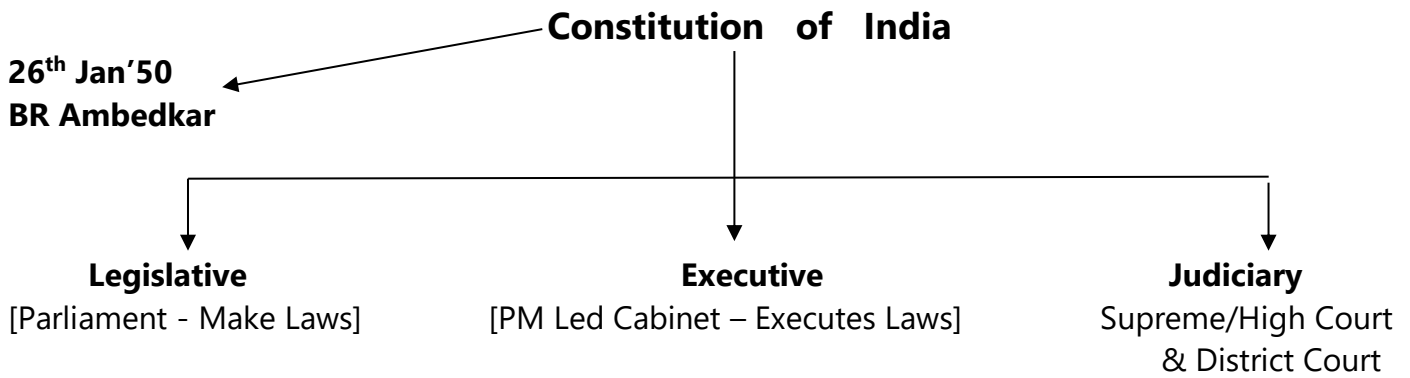 Constitution of India
26th Jan’50
BR Ambedkar
Legislative
[Parliament - Make Laws]
Executive
[PM Led Cabinet – Executes Laws]
Judiciary
Supreme/High Court
& District Court